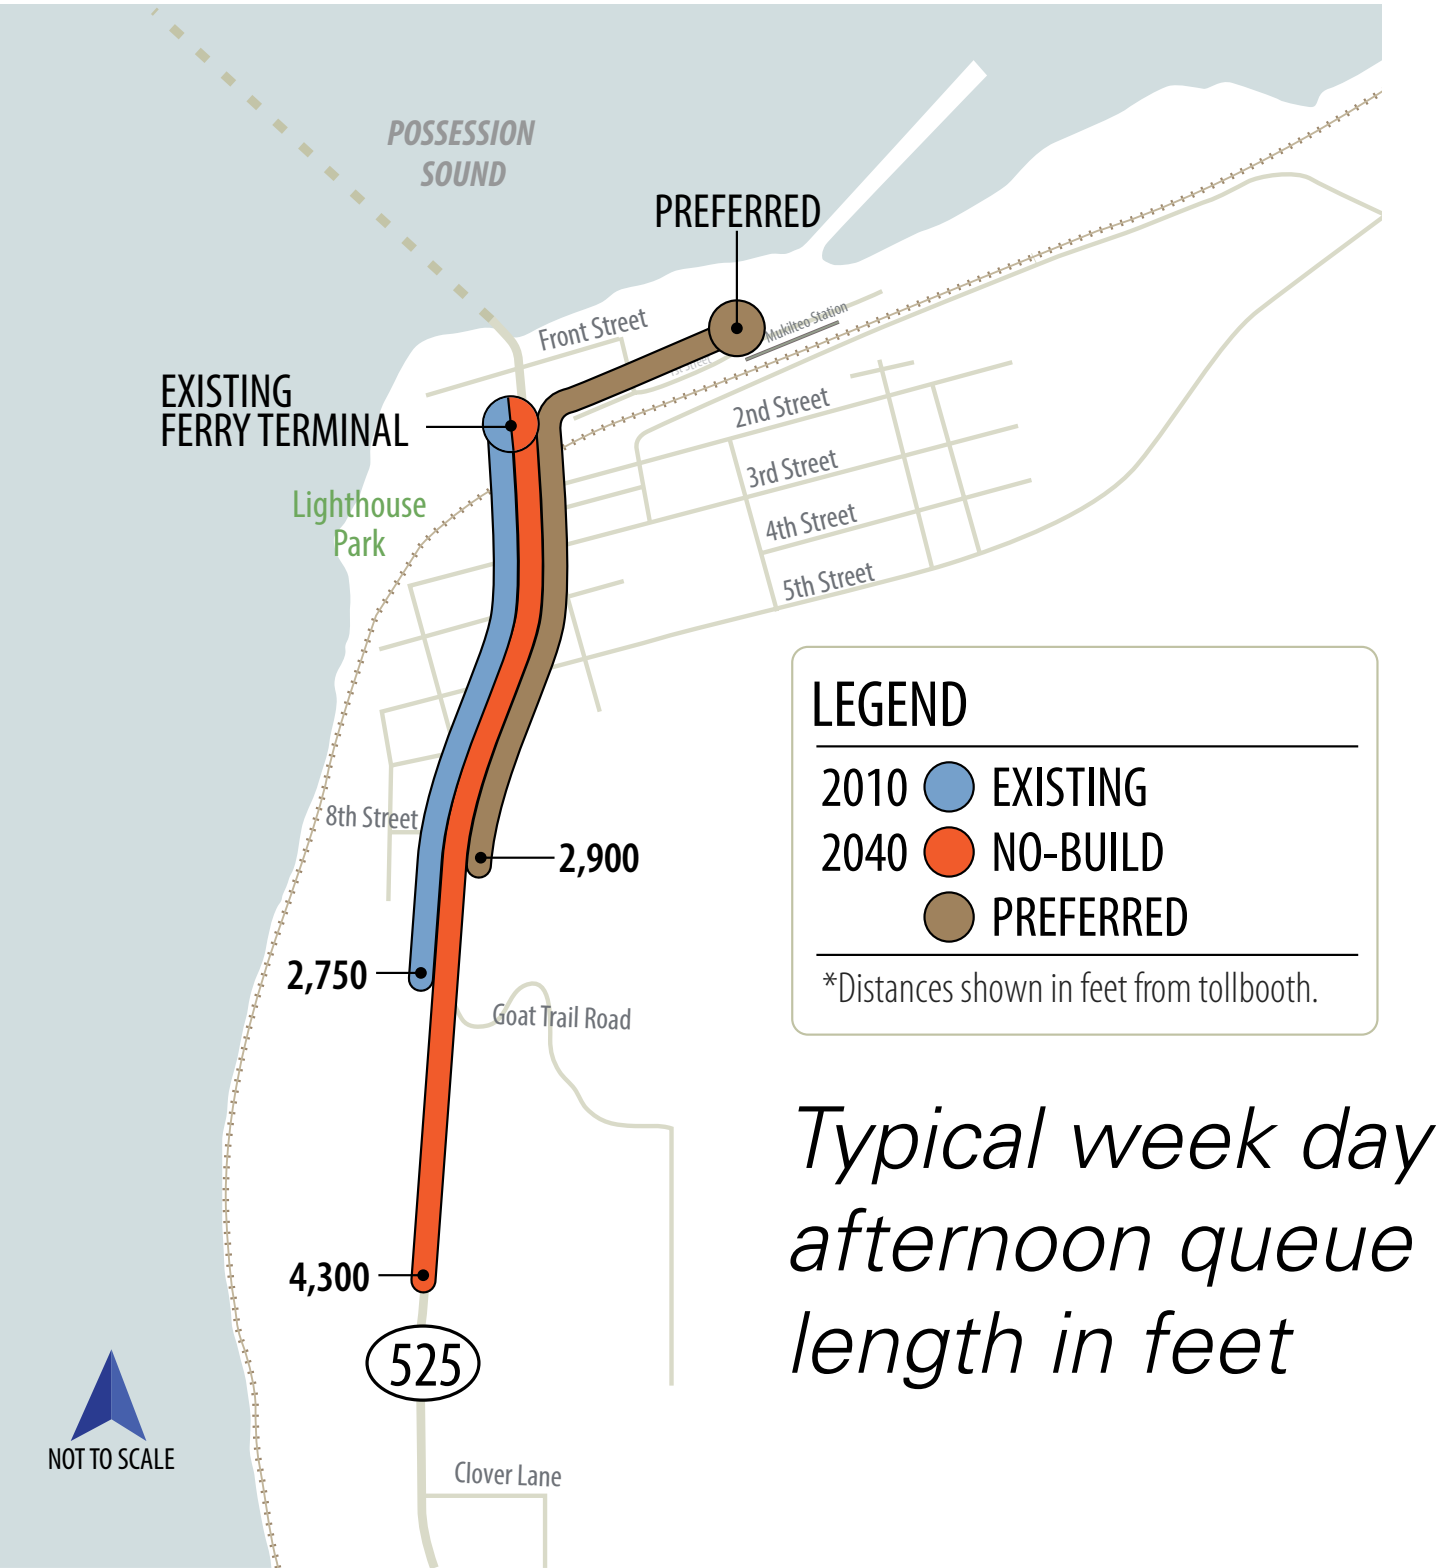 POSSESSION
SOUND
PREFERRED
Front Street
Mukilteo Station
1st Street
EXISTING
FERRY TERMINAL
2nd Street
3rd Street
Lighthouse
Park
4th Street
5th Street
LEGEND
2010 EXISTING
2040 NO-BUILD
PREFERRED
*Distances shown in feet from tollbooth.
8th Street
2,900
2,750
Goat Trail Road
Typical week day
afternoon queue
length in feet
4,300
525
NOT TO SCALE
Clover Lane